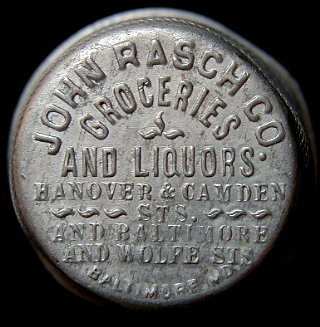 JOHN RASCH CO.
GROCERIES
AND LIQUORS.
HANOVER & CAMDEN
STS.
AND BALTIMORE
AND WOLFE STS
BALTIMORE MD.